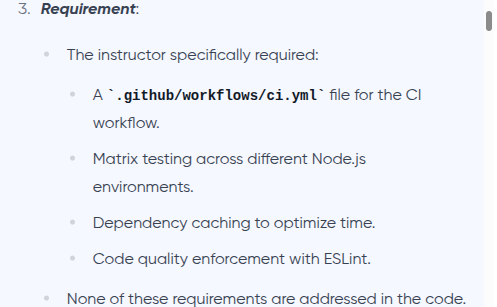 3. Requirement:
The instructor specifically required:
A `.github/workflows/ci.yml` file for the CI
workflow.
Matrix testing across different Node.js
environments.
Dependency caching to optimize time.
Code quality enforcement with ESLint.
None of these requirements are addressed in the code.